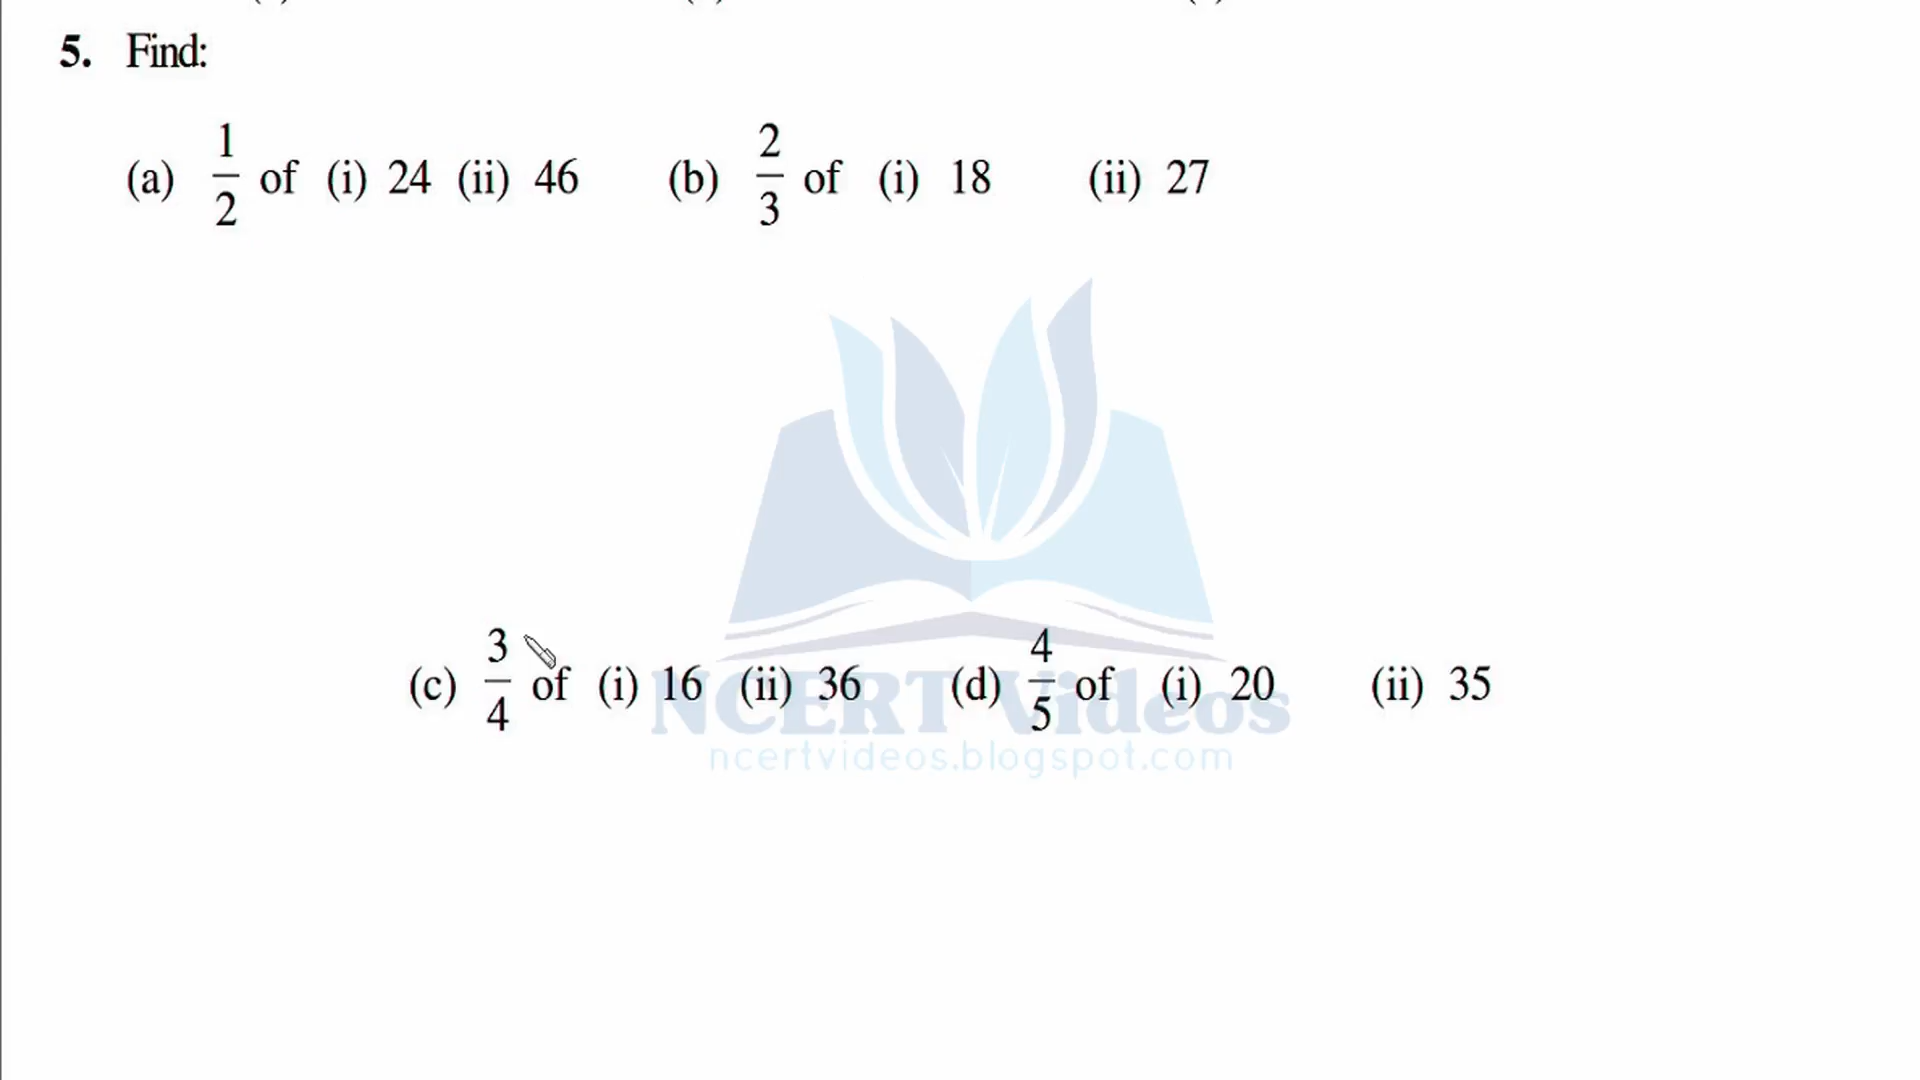 5. Find:
(a) 1/2 of (i) 24 (ii) 46 (b) 2/3 of (i) 18 (ii) 27
(c) 3/4 of (i) 16 (ii) 36 (d) 4/5 of (i) 20 (ii) 35
NCERT Videos
ncertvideos.blogspot.com